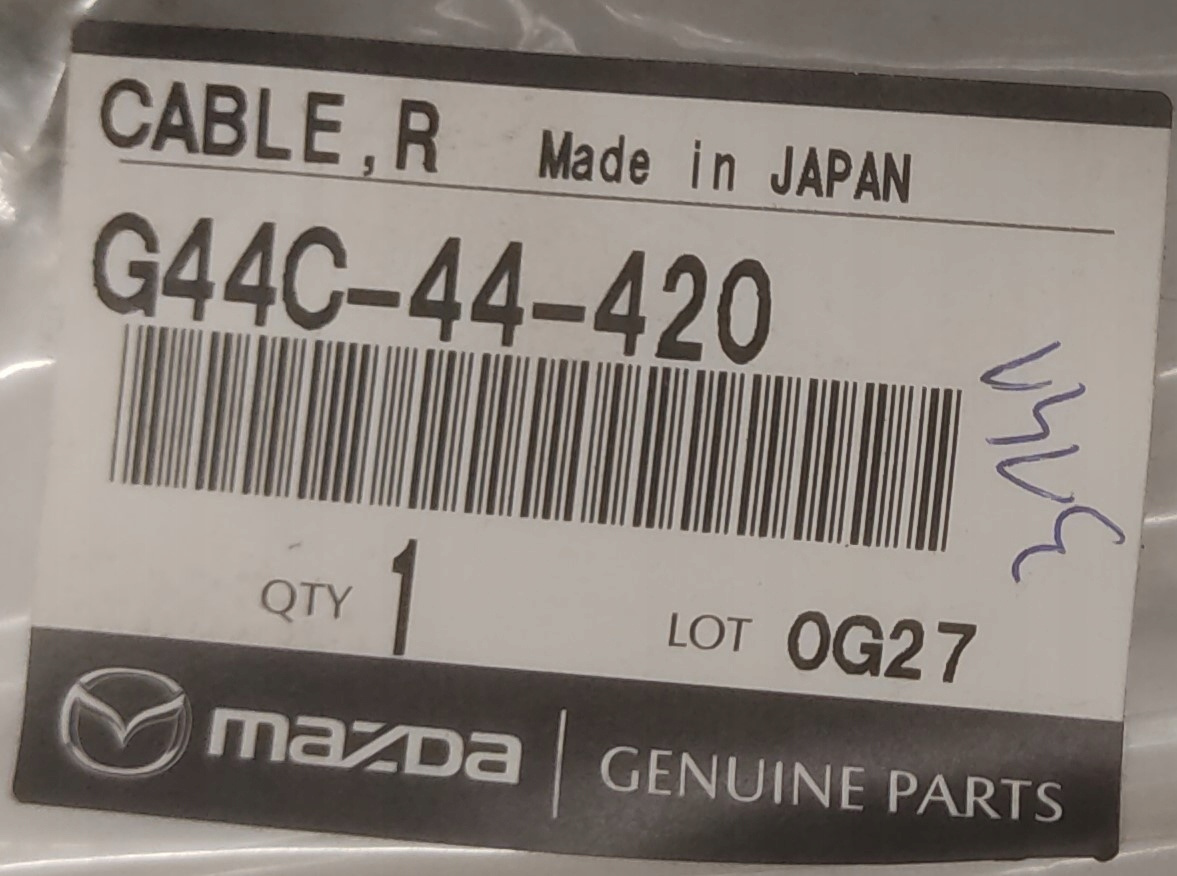 CABLE,R Made in JAPAN
G44C-44-420
QTY 1
LOT 0G27
mazda | GENUINE PARTS